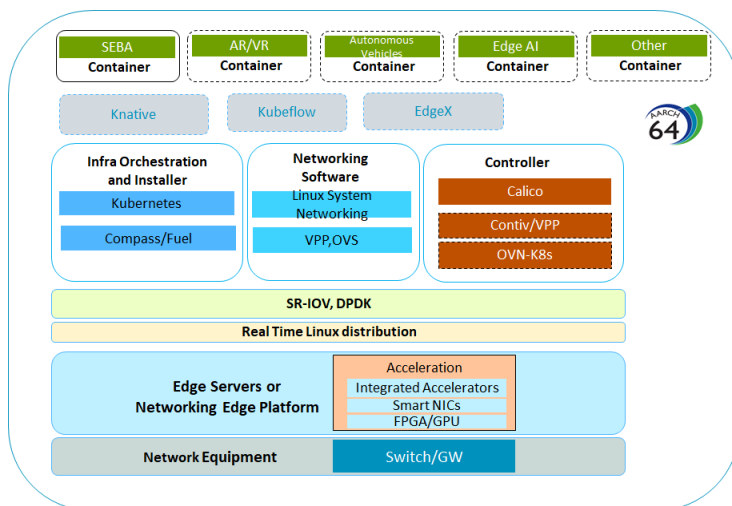 SEBA
Container
AR/VR
Container
Autonomous
Vehicles
Container
Edge AI
Container
Other
Container
Knative
Kubeflow
EdgeX
AARCH
64
Infra Orchestration
and Installer
Kubernetes
Compass/Fuel
Networking
Software
Linux System
Networking
VPP,OVS
Controller
Calico
Contiv/VPP
OVN-K8s
SR-IOV, DPDK
Real Time Linux distribution
Edge Servers or
Networking Edge Platform
Acceleration
Integrated Accelerators
Smart NICs
FPGA/GPU
Network Equipment
Switch/GW